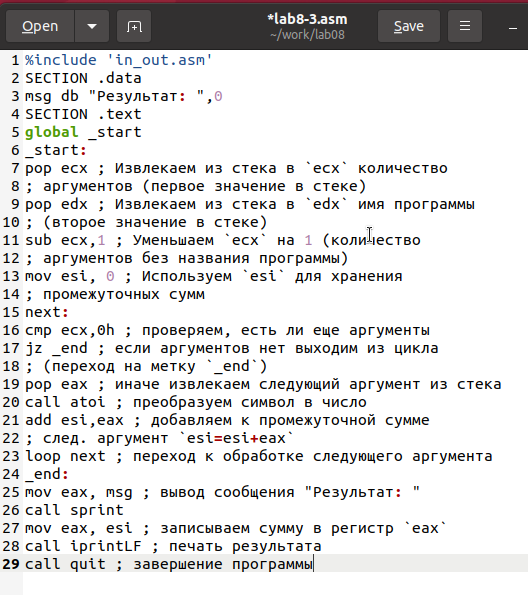 Open
*lab8-3.asm
~/work/lab08
Save
1 %include 'in_out.asm'
2 SECTION .data
3 msg db "Результат: ",0
4 SECTION .text
5 global _start
6 _start:
7 pop ecx ; Извлекаем из стека в `ecx` количество
8 ; аргументов (первое значение в стеке)
9 pop edx ; Извлекаем из стека в `edx` имя программы
10 ; (второе значение в стеке)
11 sub ecx,1 ; Уменьшаем `ecx` на 1 (количество
12 ; аргументов без названия программы)
13 mov esi, 0 ; Используем `esi` для хранения
14 ; промежуточных сумм
15 next:
16 cmp ecx,0h ; проверяем, есть ли еще аргументы
17 jz _end ; если аргументов нет выходим из цикла
18 ; (переход на метку `_end`)
19 pop eax ; иначе извлекаем следующий аргумент из стека
20 call atoi ; преобразуем символ в число
21 add esi,eax ; добавляем к промежуточной сумме
22 ; след. аргумент `esi=esi+eax`
23 loop next ; переход к обработке следующего аргумента
24 _end:
25 mov eax, msg ; вывод сообщения "Результат: "
26 call sprint
27 mov eax, esi ; записываем сумму в регистр `eax`
28 call iprintLF ; печать результата
29 call quit ; завершение программы